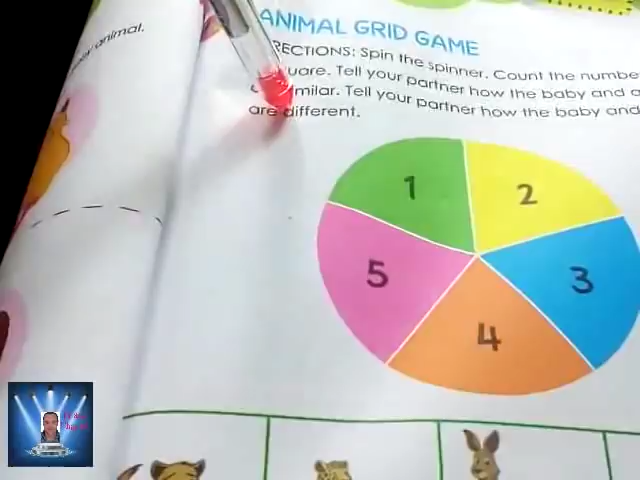 animal.
ANIMAL GRID GAME
RECTIONS: Spin the spinner. Count the numbe
uare. Tell your partner how the baby and a
milar. Tell your partner how the baby and
are different.
1
2
5
3
4